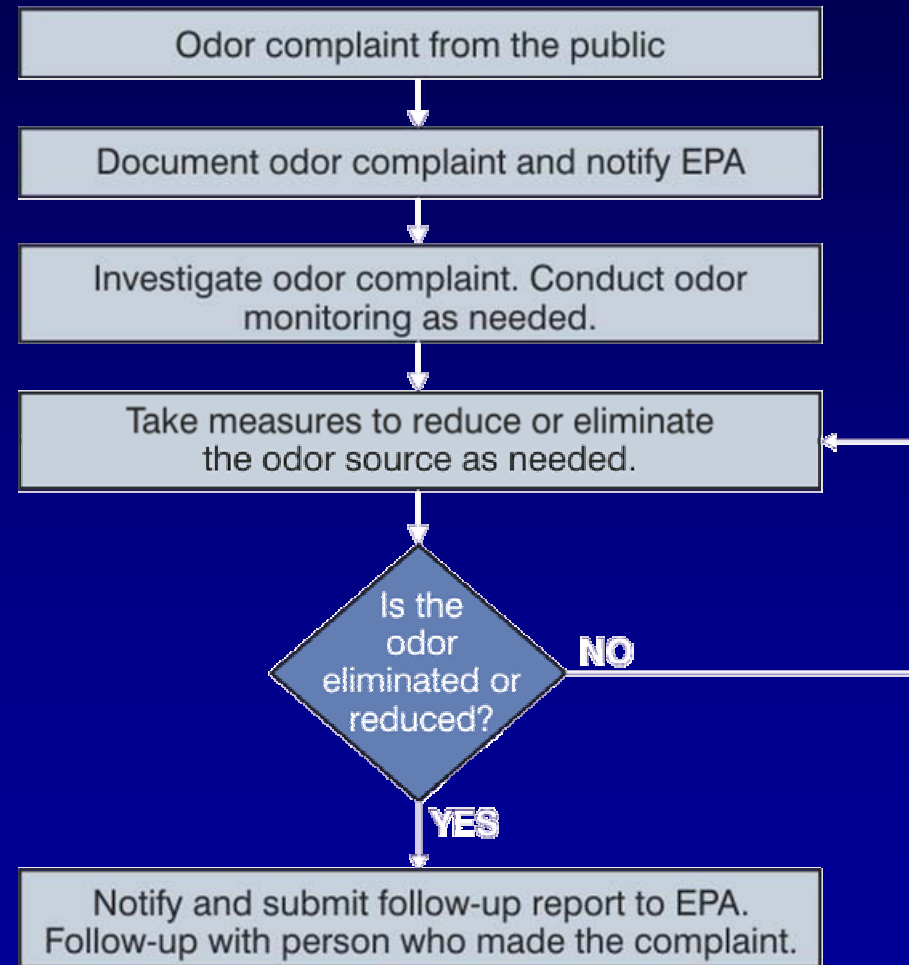 Odor complaint from the public
Document odor complaint and notify EPA
Investigate odor complaint. Conduct odor
monitoring as needed.
Take measures to reduce or eliminate
the odor source as needed.
Is the
odor
eliminated or
reduced?
NO
YES
Notify and submit follow-up report to EPA.
Follow-up with person who made the complaint.